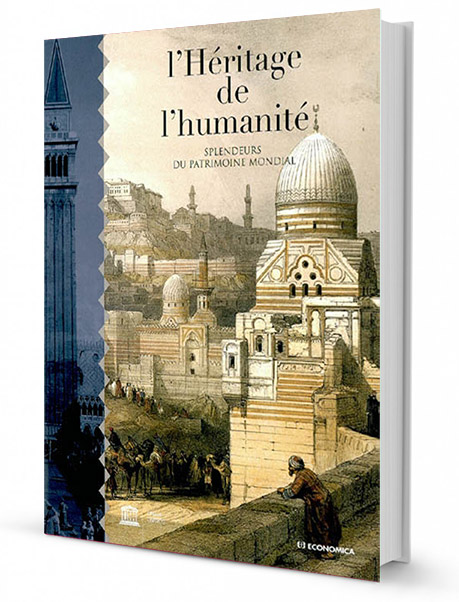 l'Héritage
de
l'humanité
SPLENDEURS
DU PATRIMOINE MONDIAL
ECONOMICA